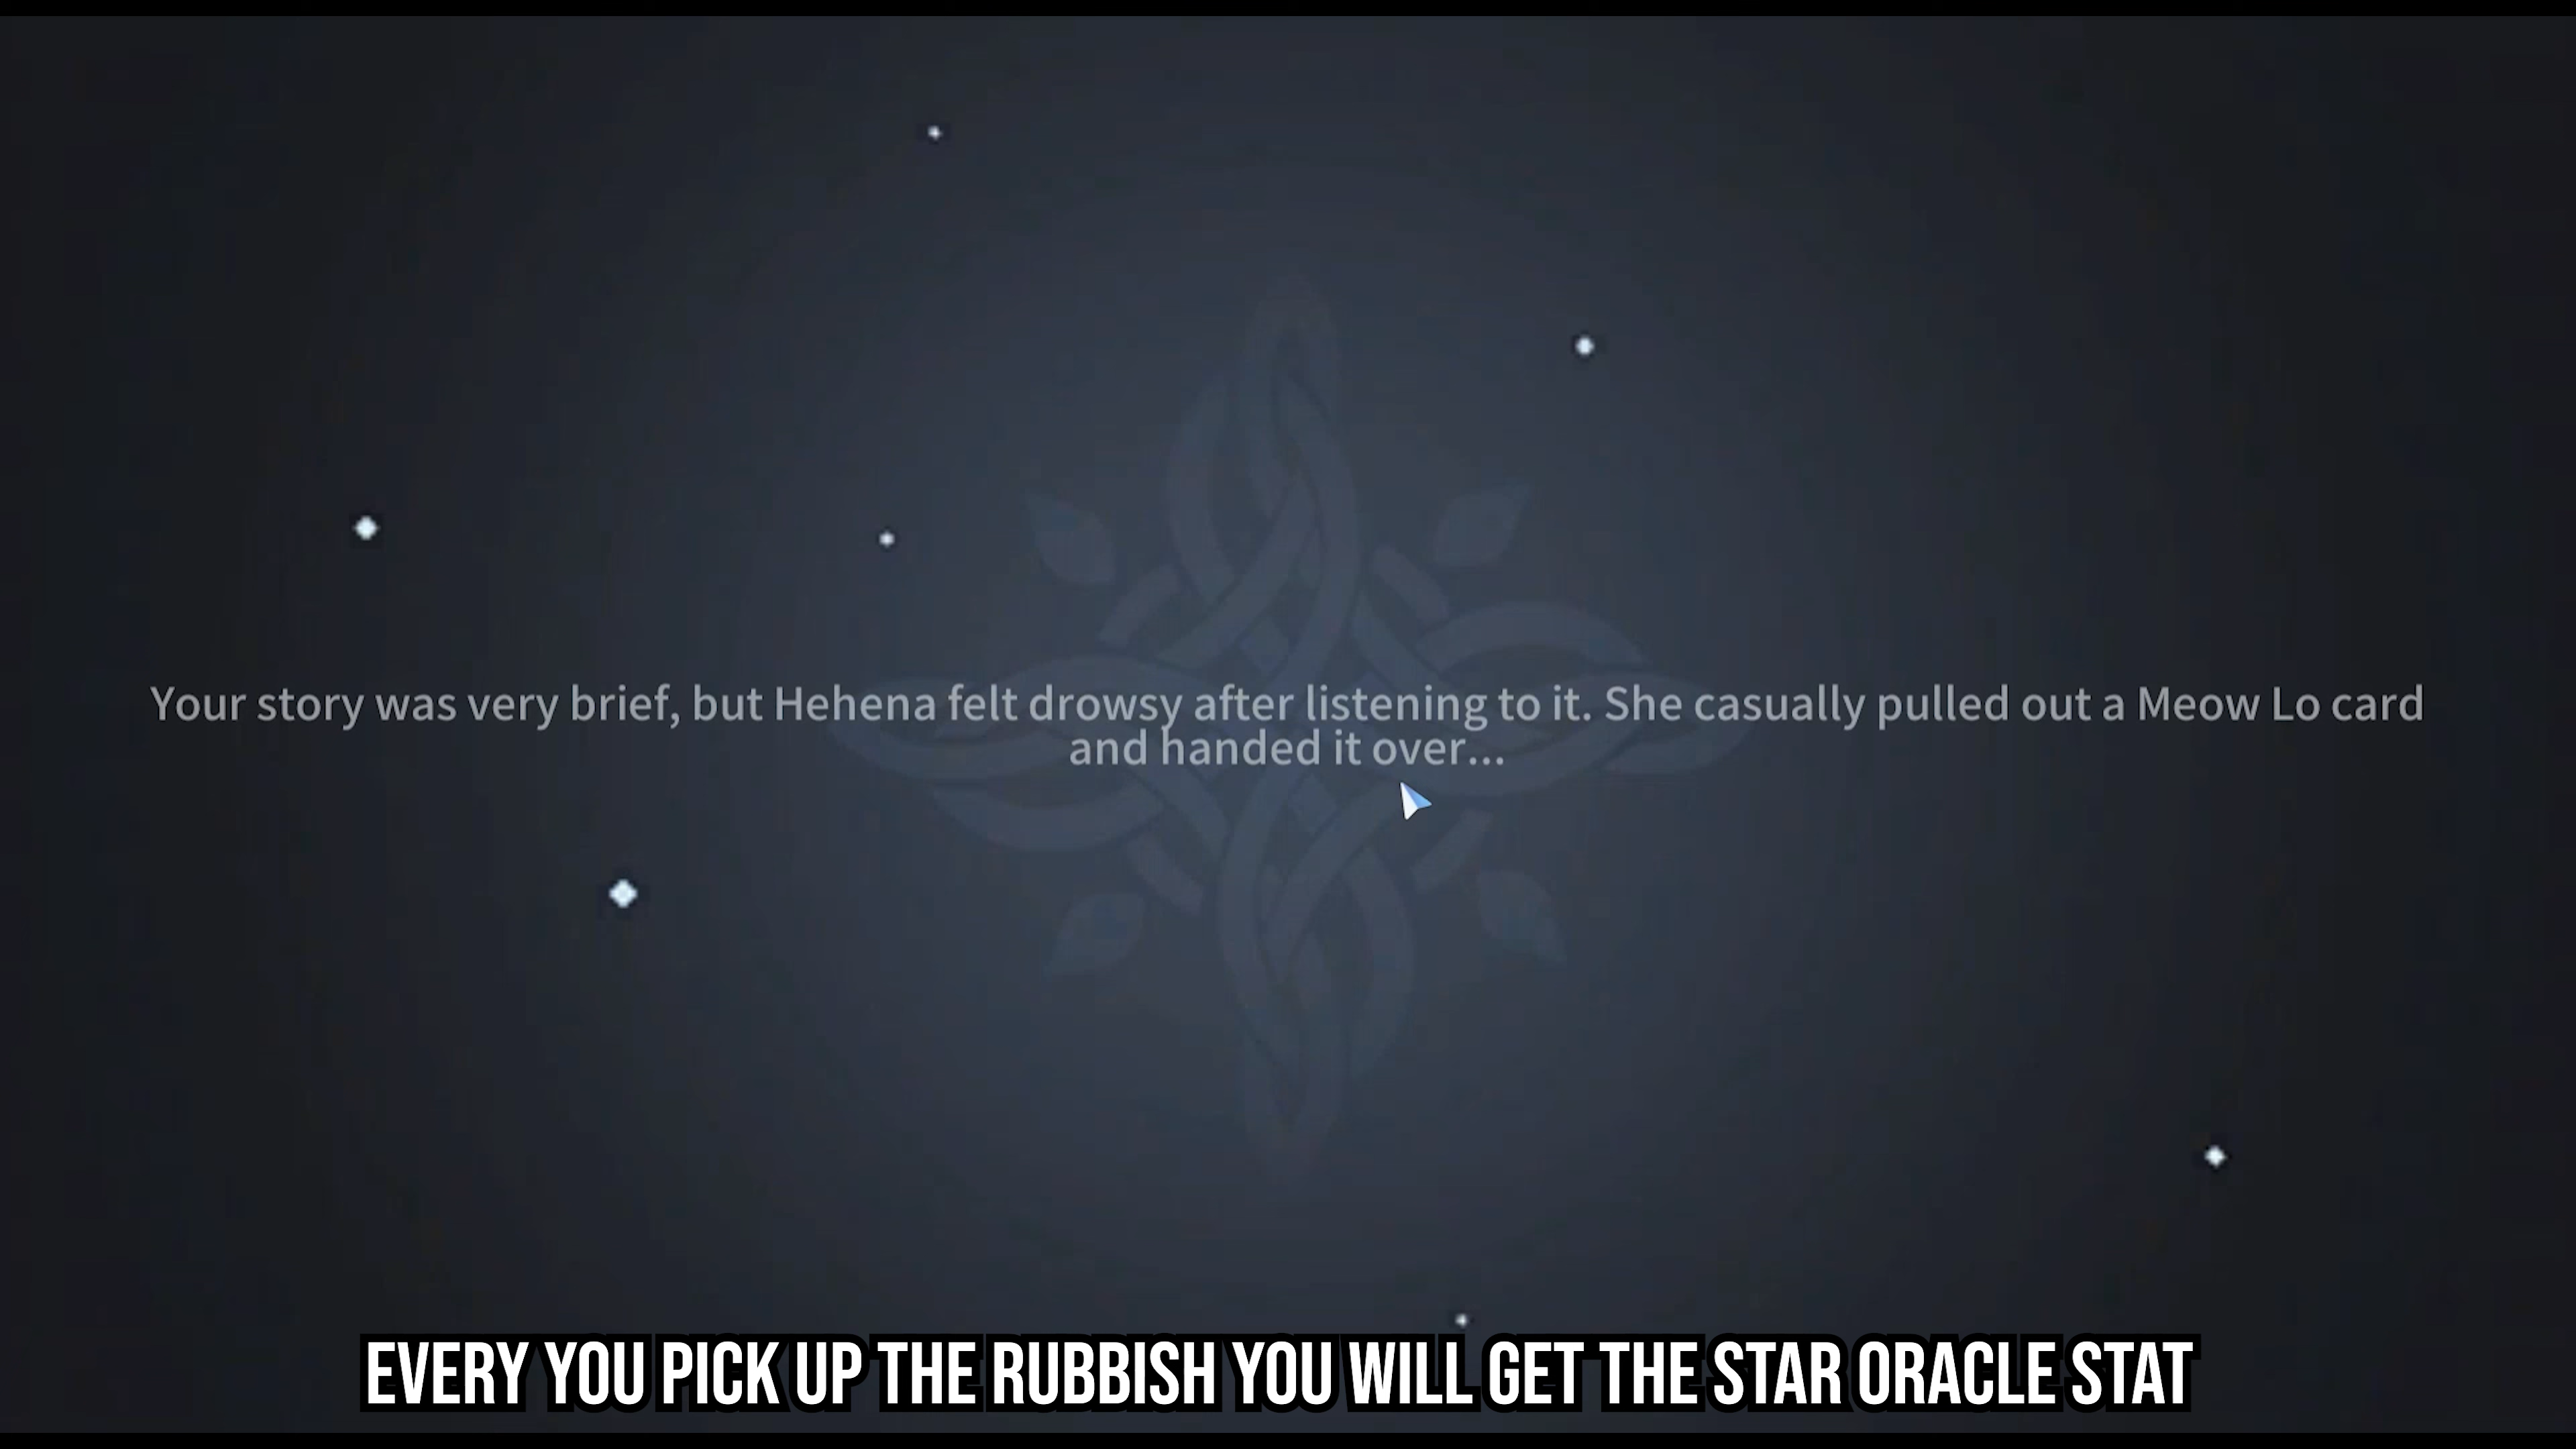 Your story was very brief, but Hehena felt drowsy after listening to it. She casually pulled out a Meow Lo card
and handed it over...
EVERY YOU PICK UP THE RUBBISH YOU WILL GET THE STAR ORACLE STAT